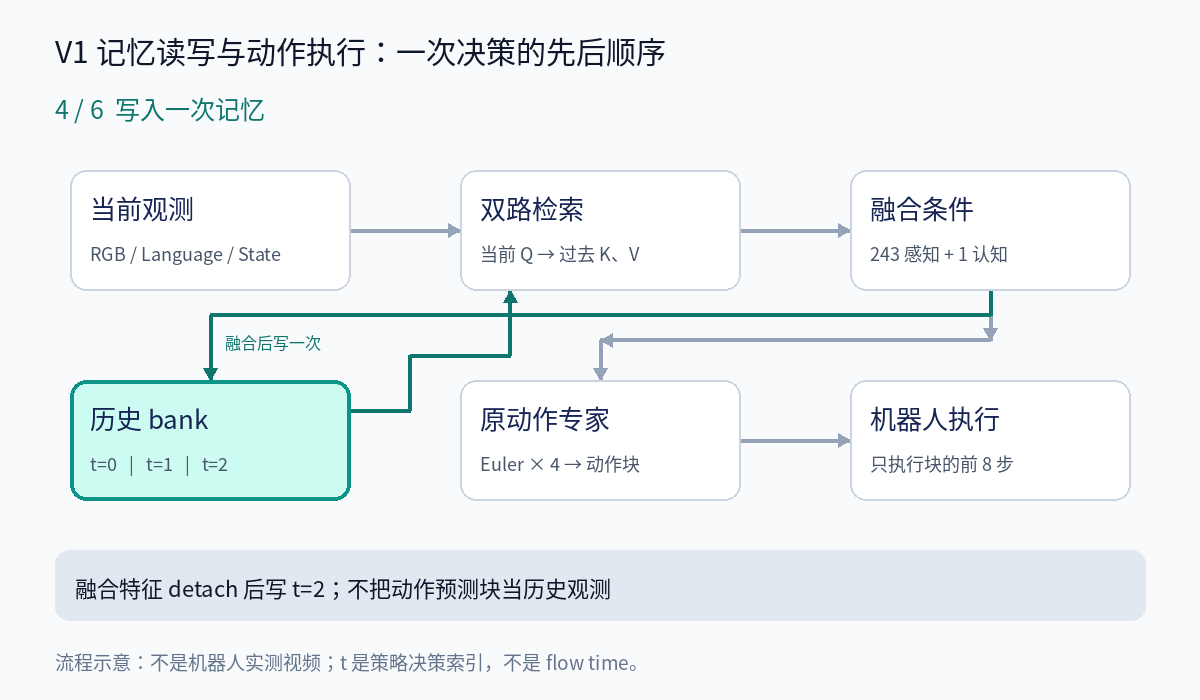 V1 记忆读写与动作执行：一次决策的先后顺序
4 / 6 写入一次记忆
当前观测
RGB / Language / State
双路检索
当前 Q → 过去 K、V
融合条件
243 感知 + 1 认知
融合后写一次
历史 bank
t=0 | t=1 | t=2
原动作专家
Euler × 4 → 动作块
机器人执行
只执行块的前 8 步
融合特征 detach 后写 t=2；不把动作预测块当历史观测
流程示意：不是机器人实测视频；t 是策略决策索引，不是 flow time。